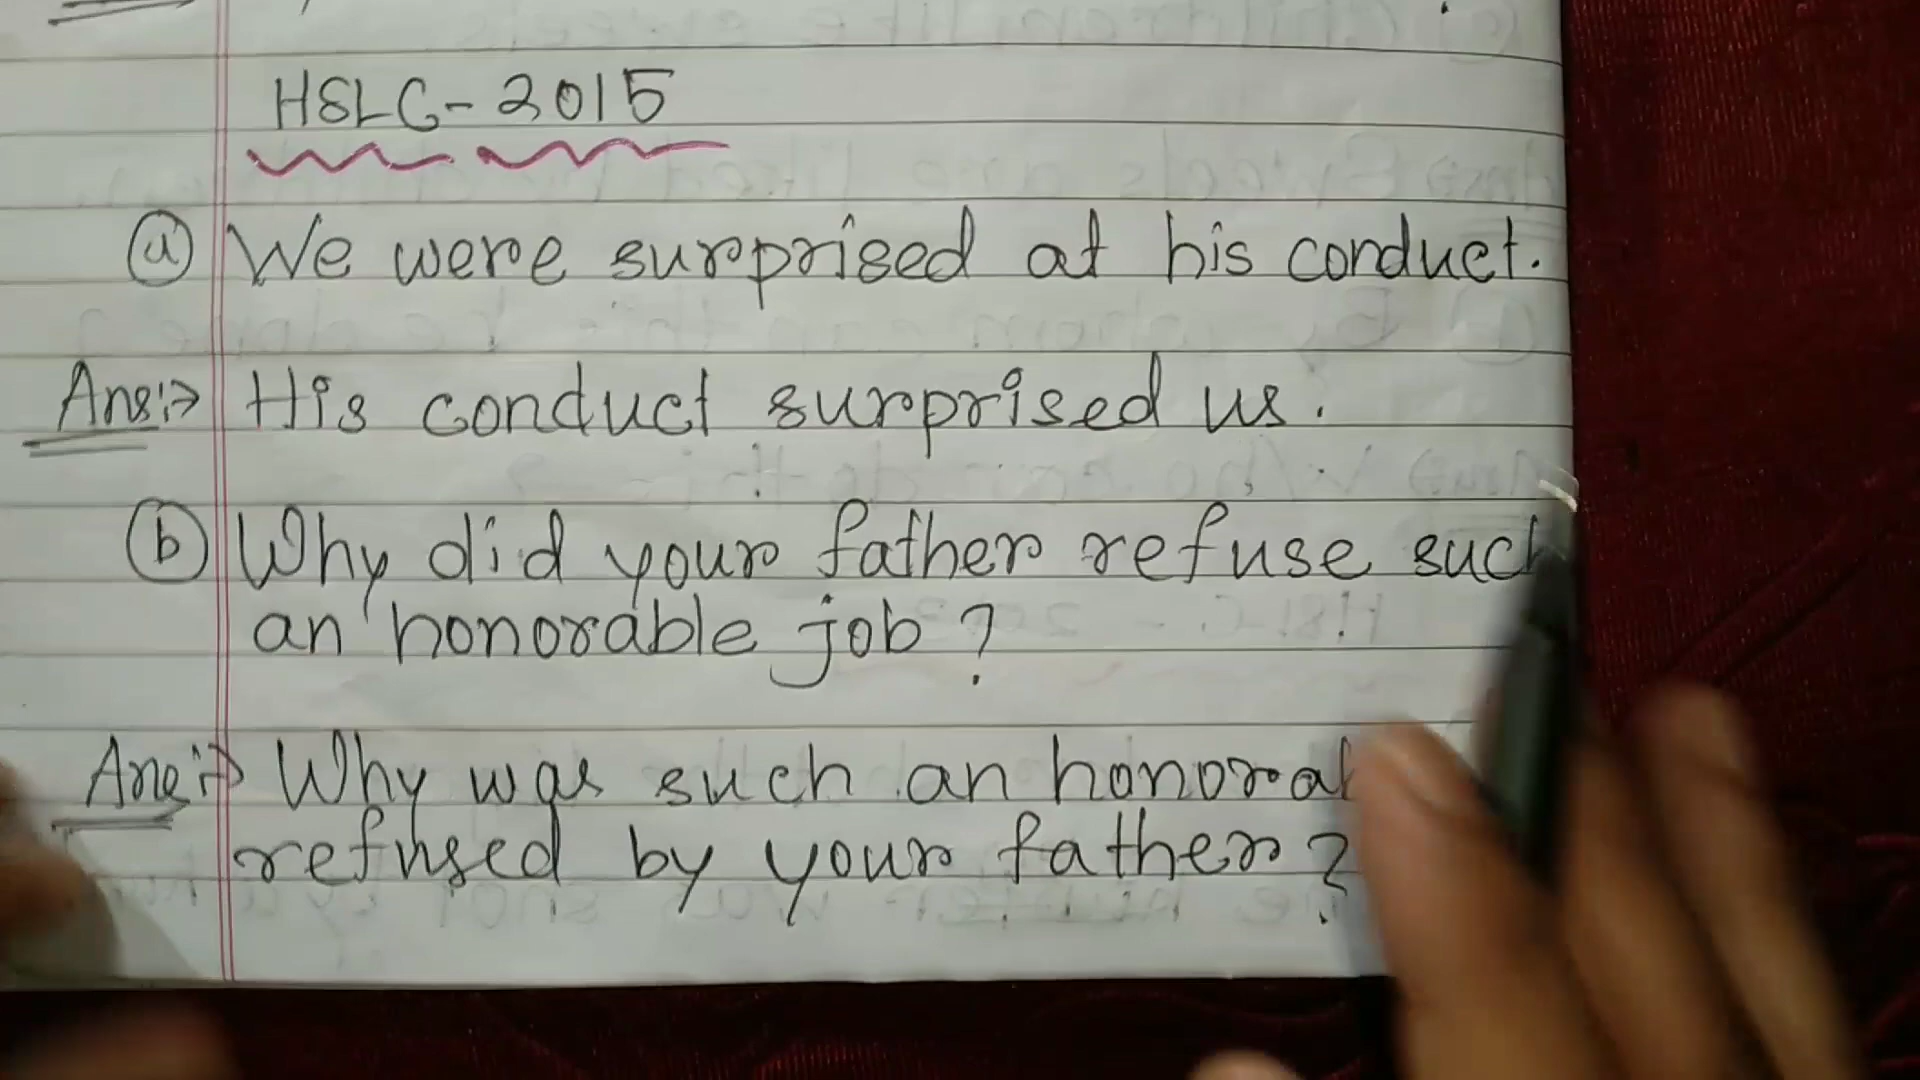 HSLC-2015
(a) We were surprised at his conduct.
Ans:→ His conduct surprised us.
(b) Why did your father refuse such
an honorable job?
Ans:→ Why was such an
refused by your father?